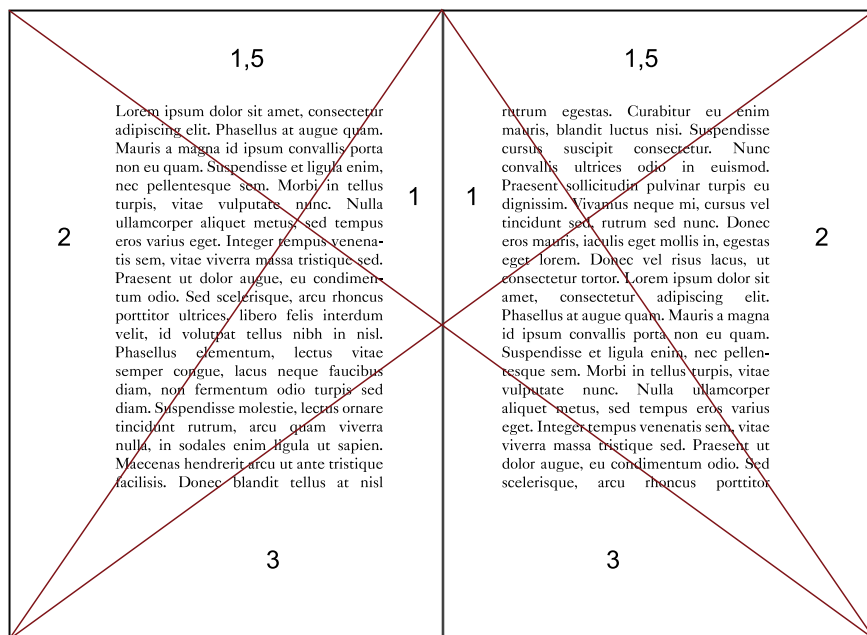 1,5
Lorem ipsum dolor sit amet, consectetur
adipiscing elit. Phasellus at augue quam.
Mauris a magna id ipsum convallis porta
non eu quam. Suspendisse et ligula enim,
nec pellentesque sem. Morbi in tellus
turpis, vitae vulputate nunc. Nulla
ullamcorper aliquet metus, sed tempus
eros varius eget. Integer tempus venena-
tis sem, vitae viverra massa tristique sed.
Praesent ut dolor augue, eu condimen-
tum odio. Sed scelerisque, arcu rhoncus
porttitor ultrices, libero felis interdum
velit, id volutpat tellus nibh in nisl.
Phasellus elementum, lectus vitae
semper congue, lacus neque faucibus
diam, non fermentum odio turpis sed
diam. Suspendisse molestie, lectus ornare
tincidunt rutrum, arcu quam viverra
nulla, in sodales enim ligula ut sapien.
Maecenas hendrerit arcu ut ante tristique
facilisis. Donec blandit tellus at nisl
2
1
3
1,5
rutrum egestas. Curabitur eu enim
mauris, blandit luctus nisi. Suspendisse
cursus suscipit consectetur. Nunc
convallis ultrices odio in euismod.
Praesent sollicitudin pulvinar turpis eu
dignissim. Vivamus neque mi, cursus vel
tincidunt sed, rutrum sed nunc. Donec
eros mauris, iaculis eget mollis in, egestas
eget lorem. Donec vel risus lacus, ut
consectetur tortor. Lorem ipsum dolor sit
amet, consectetur adipiscing elit.
Phasellus at augue quam. Mauris a magna
id ipsum convallis porta non eu quam.
Suspendisse et ligula enim, nec pellen-
tesque sem. Morbi in tellus turpis, vitae
vulputate nunc. Nulla ullamcorper
aliquet metus, sed tempus eros varius
eget. Integer tempus venenatis sem, vitae
viverra massa tristique sed. Praesent ut
dolor augue, eu condimentum odio. Sed
scelerisque, arcu rhoncus porttitor
1
2
3